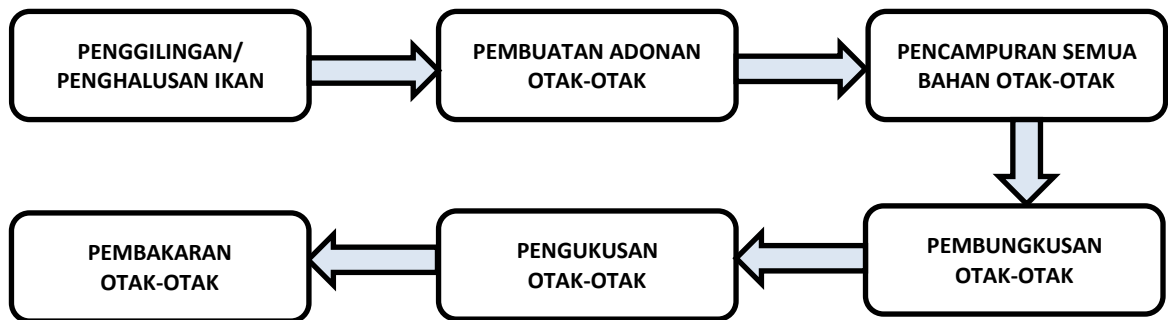 PENGGILINGAN/
PENGHALUSAN IKAN
PEMBUATAN ADONAN
OTAK-OTAK
PENCAMPURAN SEMUA
BAHAN OTAK-OTAK
PEMBUNGKUSAN
OTAK-OTAK
PENGUKUSAN
OTAK-OTAK
PEMBAKARAN
OTAK-OTAK